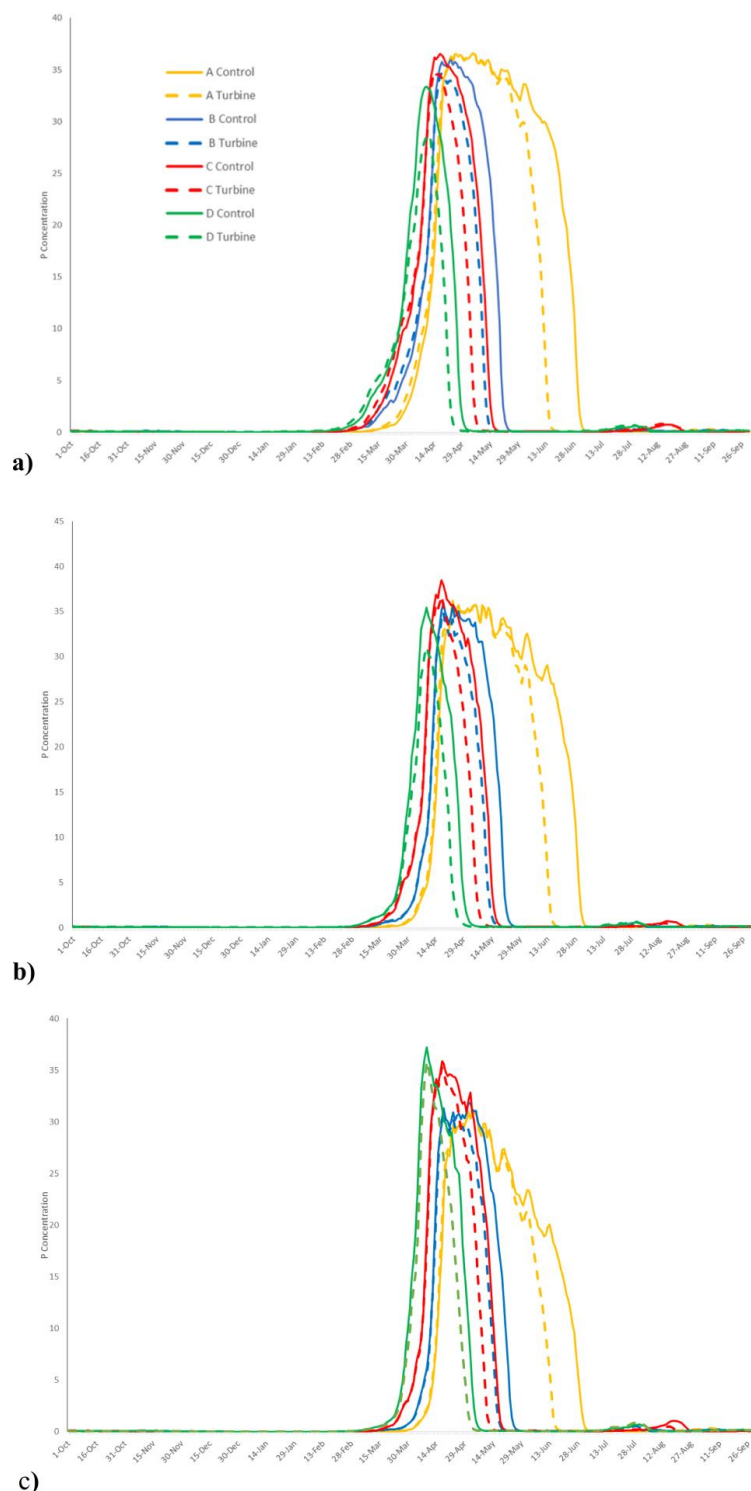 40
35
30
25
20
15
10
5
0
P Concentration
A Control
A Turbine
B Control
B Turbine
C Control
C Turbine
D Control
D Turbine
1-Oct 16-Oct 31-Oct 15-Nov 30-Nov 15-Dec 30-Dec 14-Jan 29-Jan 13-Feb 28-Feb 15-Mar 30-Mar 14-Apr 29-Apr 14-May 29-May 13-Jun 28-Jun 13-Jul 28-Jul 12-Aug 27-Aug 11-Sep 26-Sep
a)
45
40
35
30
25
20
15
10
5
0
P Concentration
1-Oct 16-Oct 31-Oct 15-Nov 30-Nov 15-Dec 30-Dec 14-Jan 29-Jan 13-Feb 28-Feb 15-Mar 30-Mar 14-Apr 29-Apr 14-May 29-May 13-Jun 28-Jun 13-Jul 28-Jul 12-Aug 27-Aug 11-Sep 26-Sep
b)
40
35
30
25
20
15
10
5
0
P Concentration
1-Oct 16-Oct 31-Oct 15-Nov 30-Nov 15-Dec 30-Dec 14-Jan 29-Jan 13-Feb 28-Feb 15-Mar 30-Mar 14-Apr 29-Apr 14-May 29-May 13-Jun 28-Jun 13-Jul 28-Jul 12-Aug 27-Aug 11-Sep 26-Sep
c)